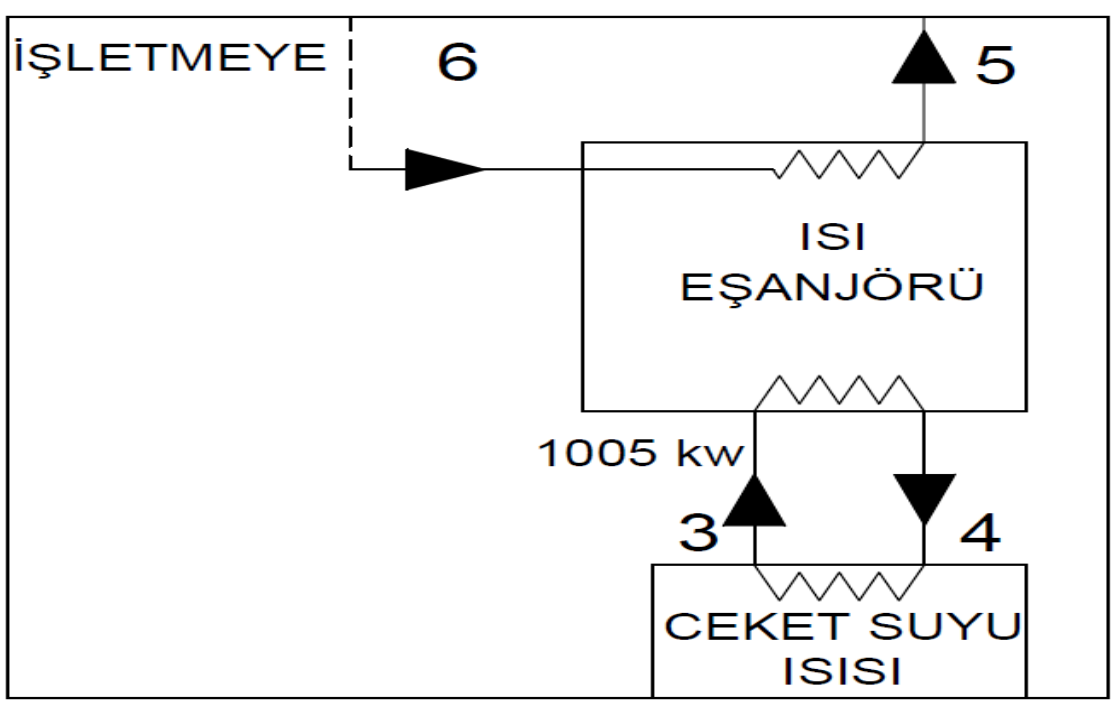 İŞLETMEYE
6
5
ISI
EŞANJÖRÜ
1005 kw
3
4
CEKET SUYU
ISISI